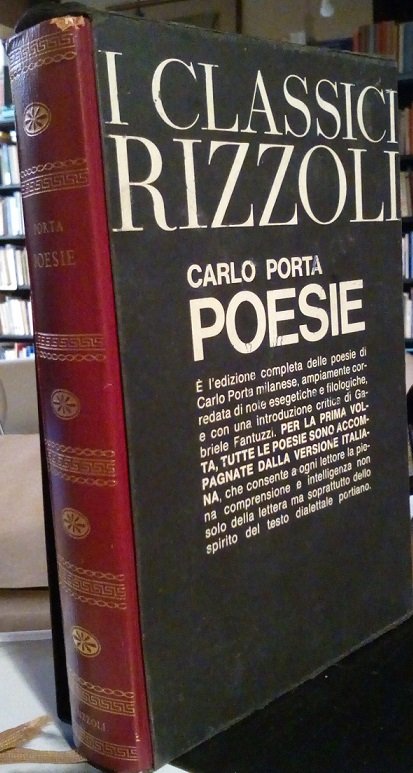 I CLASSICI
RIZZOLI
CARLO PORTA
POESIE
È l'edizione completa delle poesie di
Carlo Porta milanese, ampiamente cor-
redata di note esegetiche e filologiche,
e con una introduzione critica di Ga-
briele Fantuzzi. PER LA PRIMA VOL-
TA, TUTTE LE POESIE SONO ACCOM-
PAGNATE DALLA VERSIONE ITALIA-
NA, che consente a ogni lettore la pie-
na comprensione e intelligenza non
solo della lettera ma soprattutto dello
spirito del testo dialettale portiano.
PORTA
POESIE
RIZZOLI